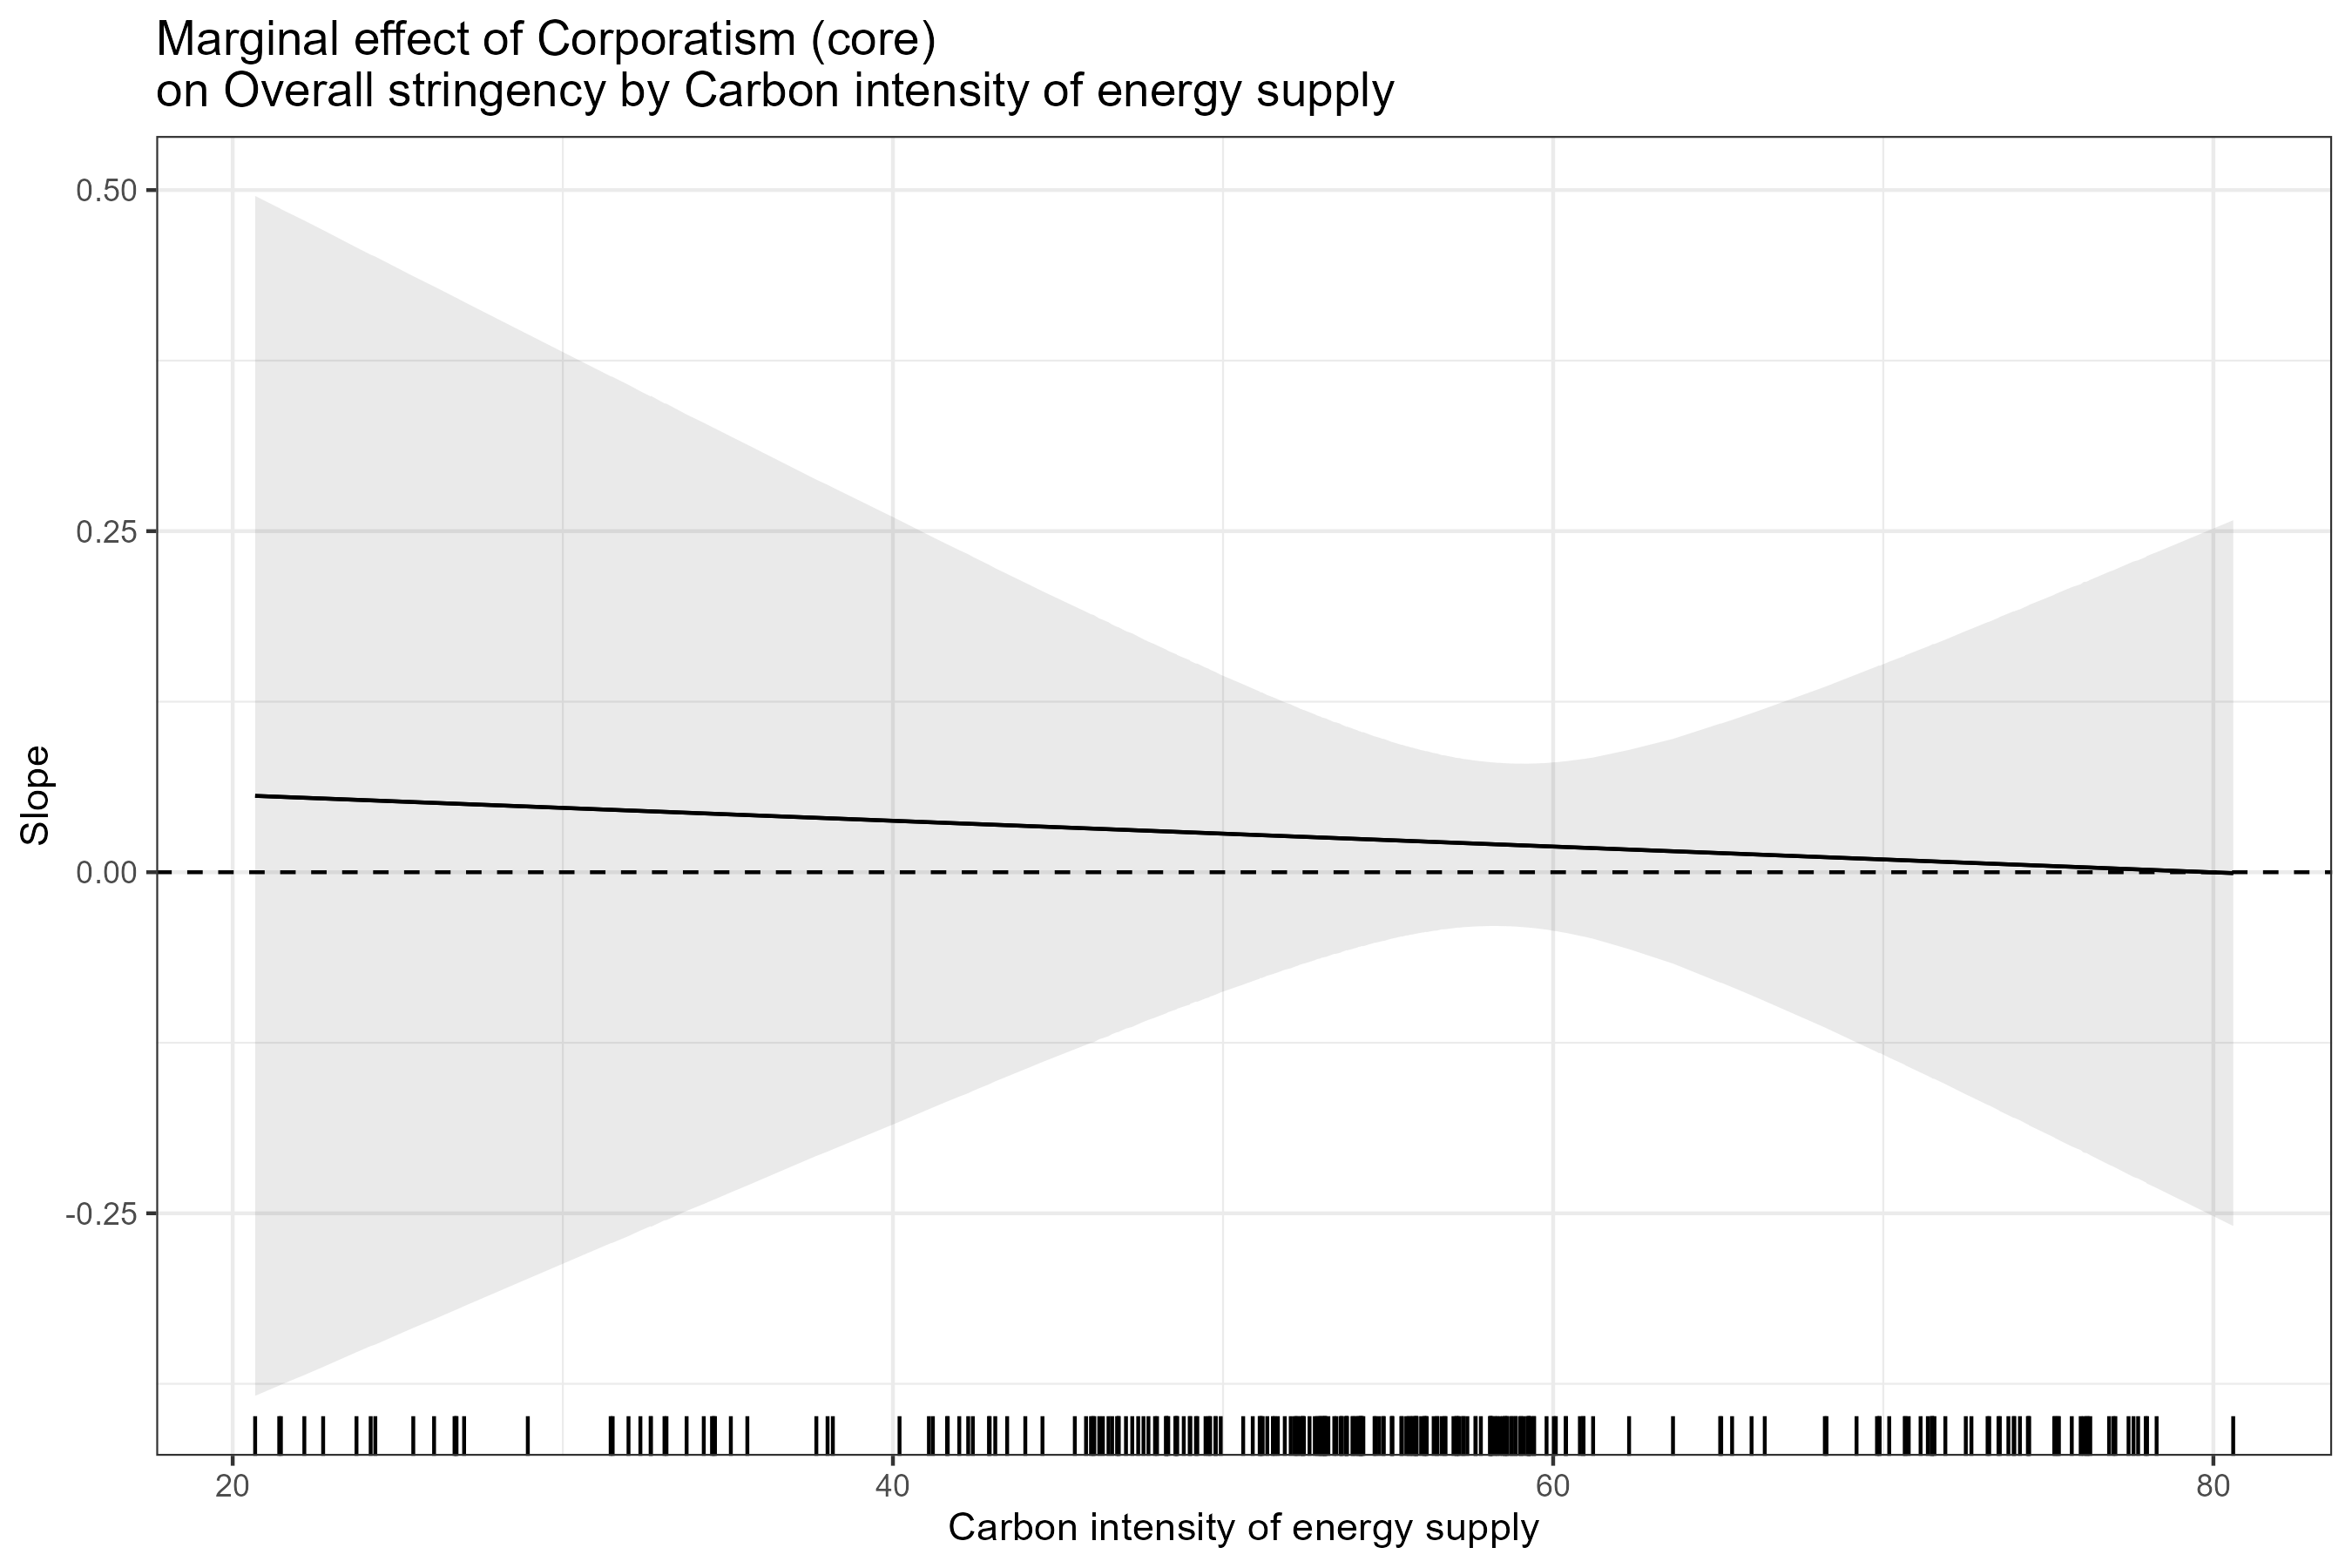 Marginal effect of Corporatism (core)
on Overall stringency by Carbon intensity of energy supply
0.50
0.25
0.00
-0.25
Slope
20 40 60 80
Carbon intensity of energy supply